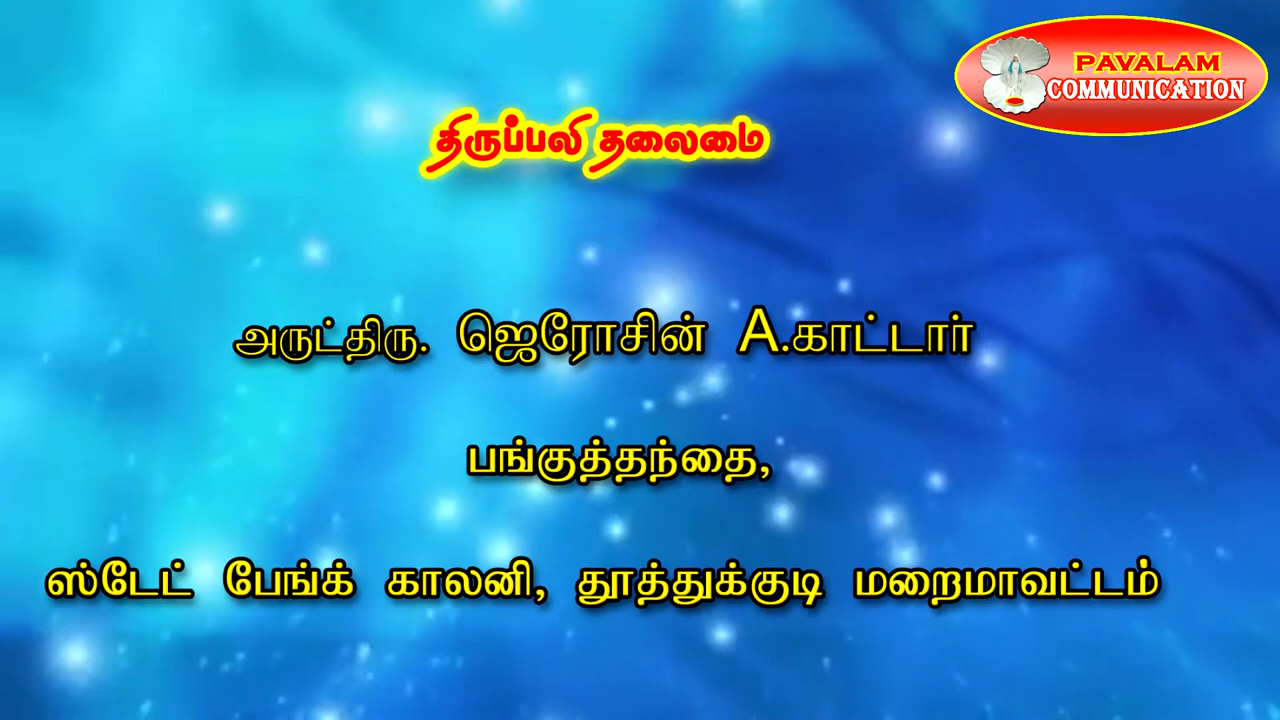 PAVALAM
COMMUNICATION
திருப்பலி தலைமை
அருட்திரு. ஜெரோசின் A.காட்டார்
பங்குத்தந்தை,
ஸ்டேட் பேங்க் காலனி, தூத்துக்குடி மறைமாவட்டம்